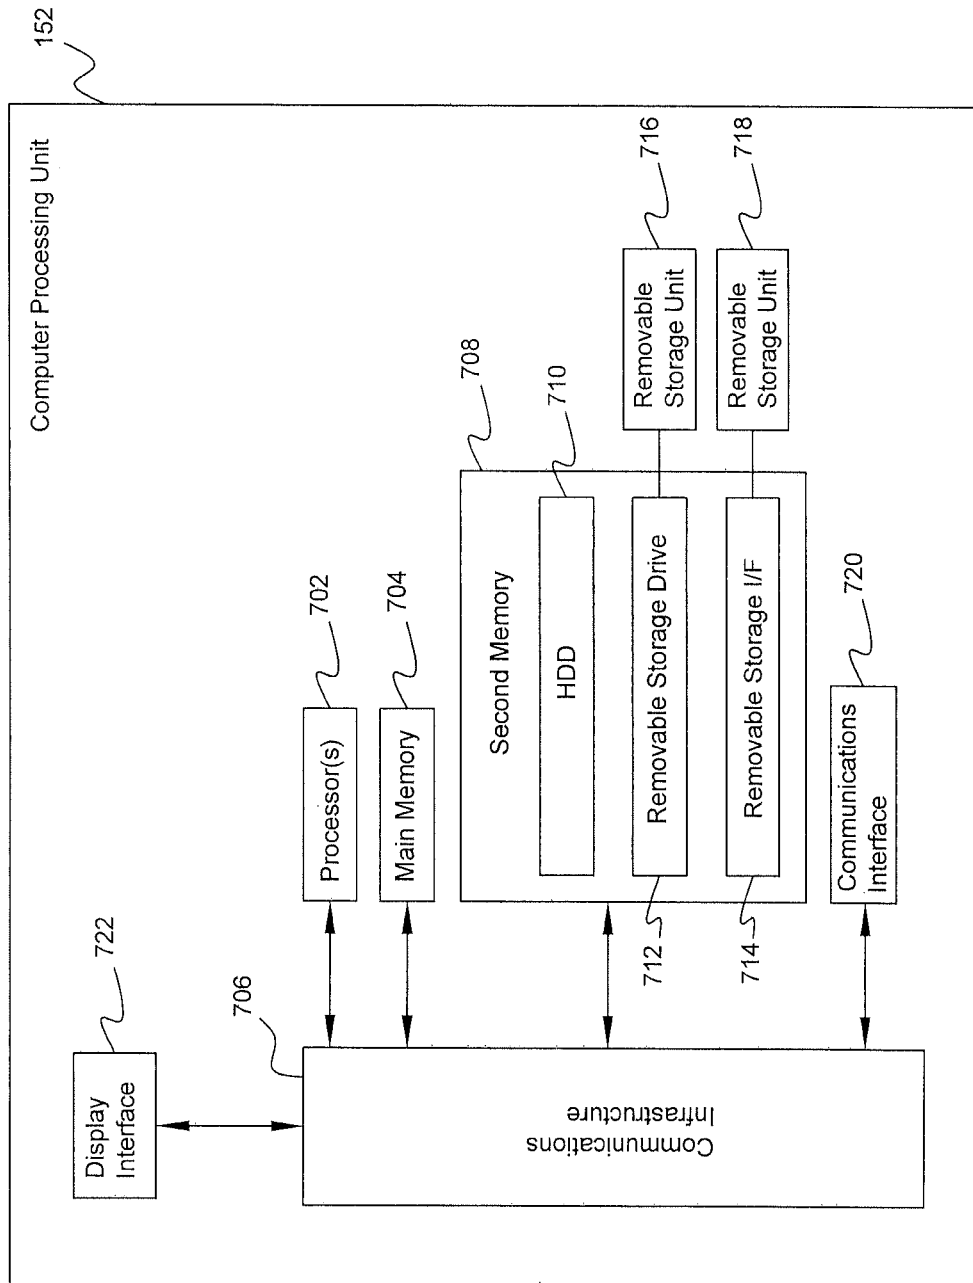 Computer Processing Unit
152
Display
Interface
722
706
Communications
Infrastructure
Processor(s)
702
Main Memory
704
Second Memory
708
HDD
710
Removable Storage Drive
712
Removable
Storage Unit
716
Removable Storage I/F
714
Removable
Storage Unit
718
Communications
Interface
720